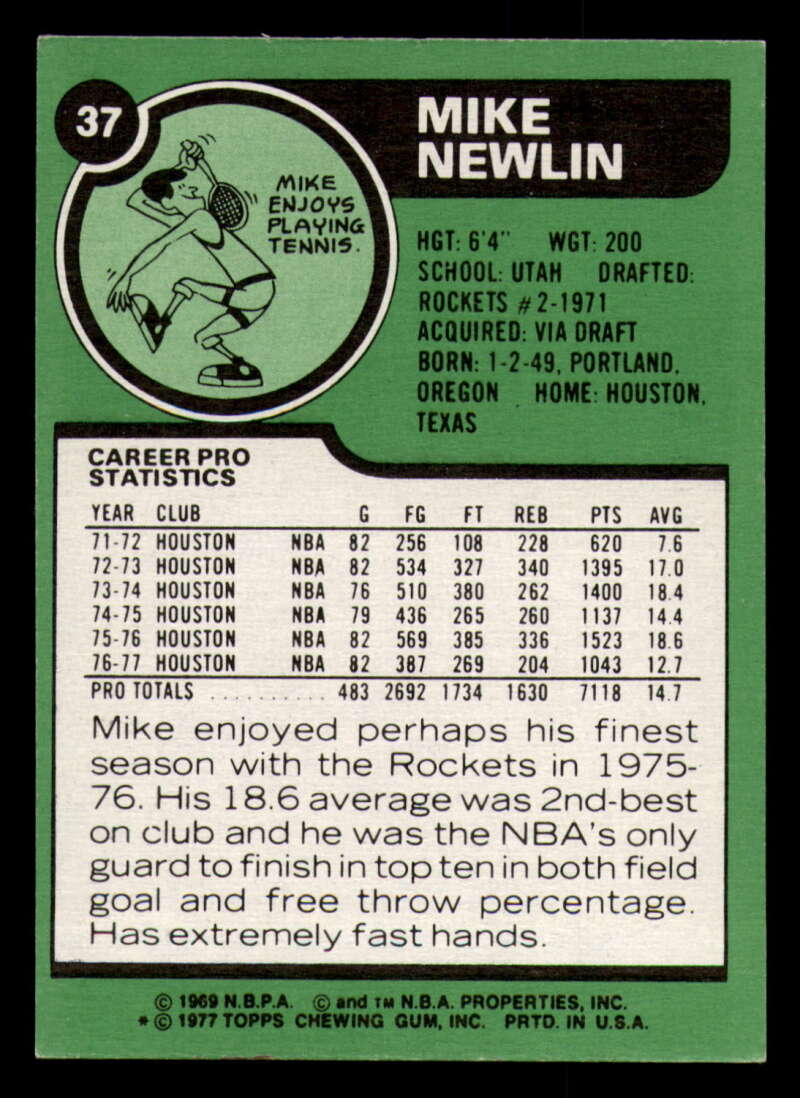 37
MIKE
NEWLIN
MIKE
ENJOYS
PLAYING
TENNIS.
HGT: 6'4" WGT: 200
SCHOOL: UTAH DRAFTED:
ROCKETS #2-1971
ACQUIRED: VIA DRAFT
BORN: 1-2-49, PORTLAND,
OREGON HOME: HOUSTON,
TEXAS
CAREER PRO
STATISTICS
YEAR CLUB G FG FT REB PTS AVG
71-72 HOUSTON NBA 82 256 108 228 620 7.6
72-73 HOUSTON NBA 82 534 327 340 1395 17.0
73-74 HOUSTON NBA 76 510 380 262 1400 18.4
74-75 HOUSTON NBA 79 436 265 260 1137 14.4
75-76 HOUSTON NBA 82 569 385 336 1523 18.6
76-77 HOUSTON NBA 82 387 269 204 1043 12.7
PRO TOTALS .......... 483 2692 1734 1630 7118 14.7
Mike enjoyed perhaps his finest
season with the Rockets in 1975-
76. His 18.6 average was 2nd-best
on club and he was the NBA's only
guard to finish in top ten in both field
goal and free throw percentage.
Has extremely fast hands.
© 1969 N.B.P.A. © and TM N.B.A. PROPERTIES, INC.
* © 1977 TOPPS CHEWING GUM, INC. PRTD. IN U.S.A.